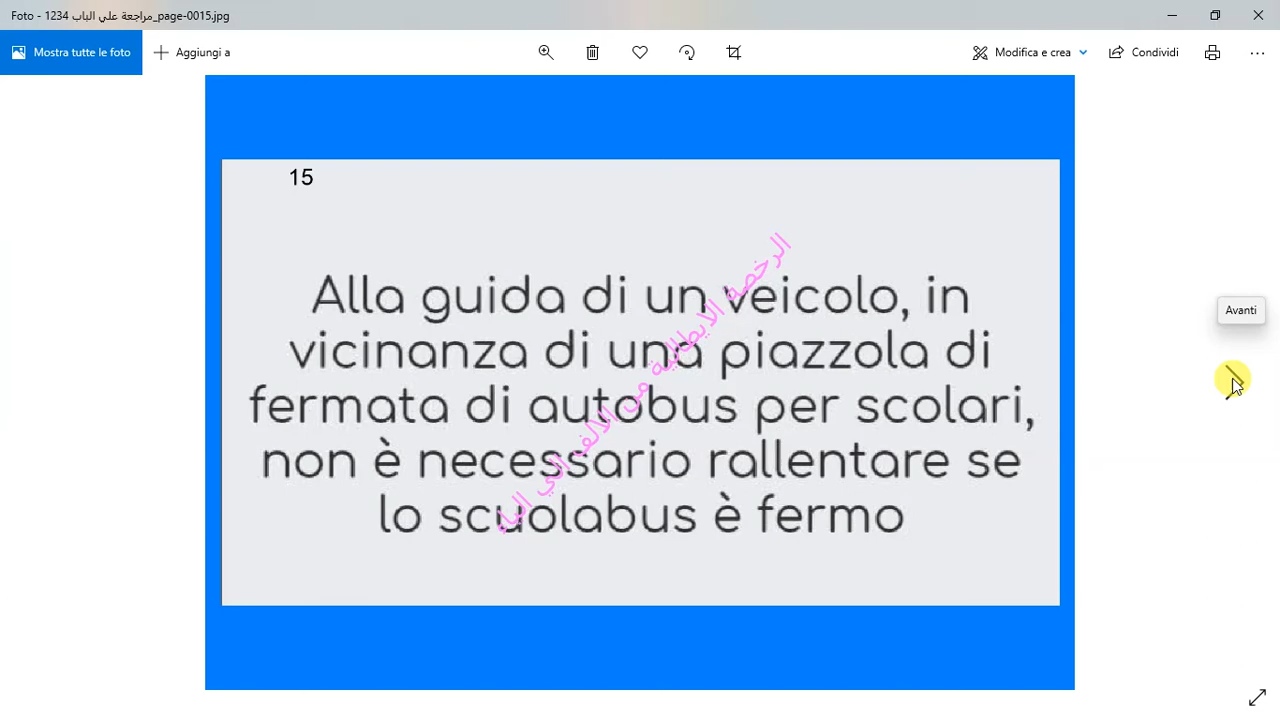 Foto - 1234 مراجعة علي الباب_page-0015.jpg
Mostra tutte le foto
Aggiungi a
Modifica e crea
Condividi
15
Alla guida di un veicolo, in
vicinanza di una piazzola di
fermata di autobus per scolari,
non è necessario rallentare se
lo scuolabus è fermo
الرخصة الايطالية من الالف الي الياء
Avanti